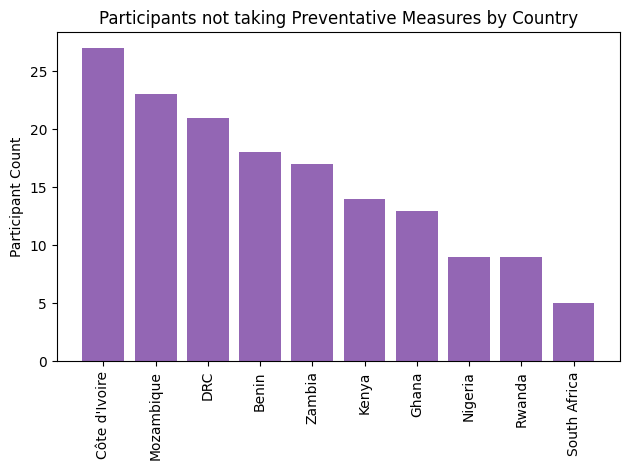 Participants not taking Preventative Measures by Country
Participant Count
25
20
15
10
5
0
Côte d'Ivoire
Mozambique
DRC
Benin
Zambia
Kenya
Ghana
Nigeria
Rwanda
South Africa